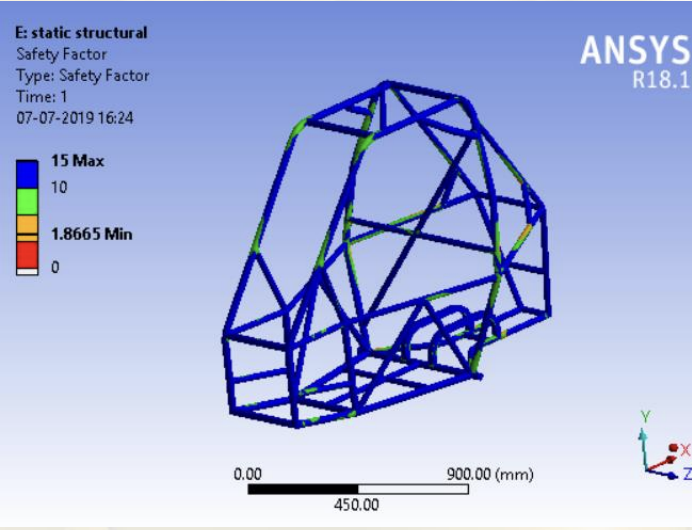 E: static structural
Safety Factor
Type: Safety Factor
Time: 1
07-07-2019 16:24
15 Max
10
1.8665 Min
0
ANSYS
R18.1
0.00
900.00 (mm)
450.00
Y
X
Z